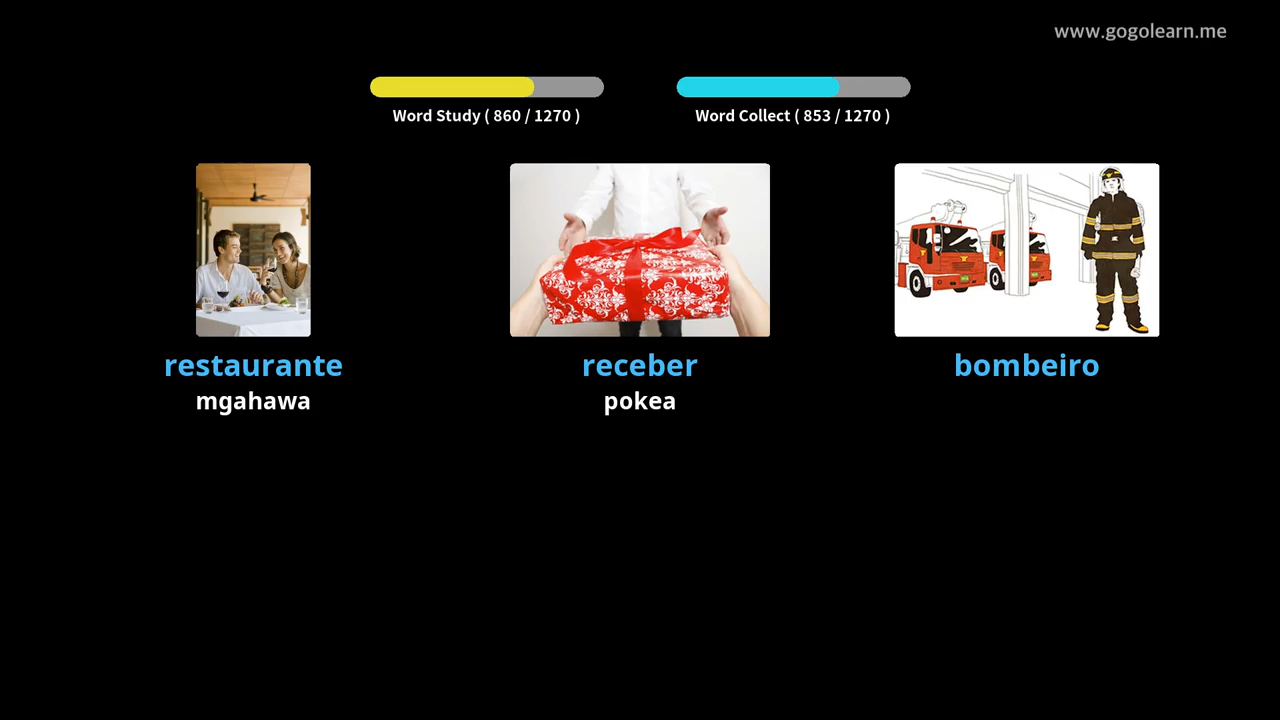 www.gogolearn.me
Word Study ( 860 / 1270 )
Word Collect ( 853 / 1270 )
restaurante
mgahawa
receber
pokea
bombeiro